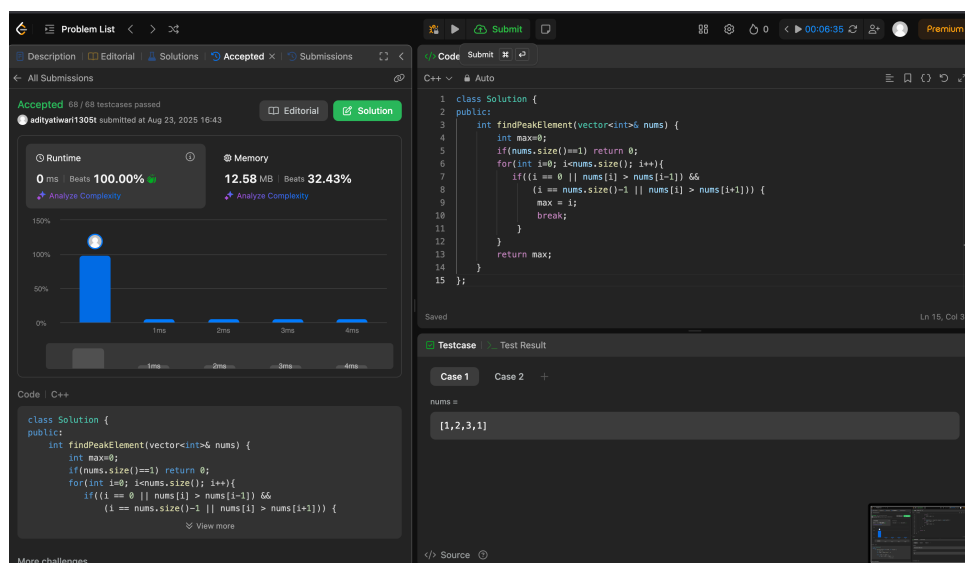 Problem List
Submit
0
00:06:35
Premium
Description | Editorial | Solutions | Accepted × | Submissions
</> Code
Submit ⌘ ⏎
← All Submissions
C++
Auto
Accepted 68 / 68 testcases passed
adityatiwari1305t submitted at Aug 23, 2025 16:43
Editorial
Solution
Runtime
0 ms | Beats 100.00%
Analyze Complexity
Memory
12.58 MB | Beats 32.43%
Analyze Complexity
150%
100%
50%
0%
1ms 2ms 3ms 4ms
1ms 2ms 3ms 4ms
Code | C++
class Solution {
public:
    int findPeakElement(vector<int>& nums) {
        int max=0;
        if(nums.size()==1) return 0;
        for(int i=0; i<nums.size(); i++){
            if((i == 0 || nums[i] > nums[i-1]) &&
                (i == nums.size()-1 || nums[i] > nums[i+1])) {
View more
More challenges
1 class Solution {
2 public:
3     int findPeakElement(vector<int>& nums) {
4         int max=0;
5         if(nums.size()==1) return 0;
6         for(int i=0; i<nums.size(); i++){
7             if((i == 0 || nums[i] > nums[i-1]) &&
8                 (i == nums.size()-1 || nums[i] > nums[i+1])) {
9                 max = i;
10                 break;
11             }
12         }
13         return max;
14     }
15 };
Saved
Ln 15, Col 3
Testcase | >_ Test Result
Case 1 Case 2 +
nums =
[1,2,3,1]
</> Source